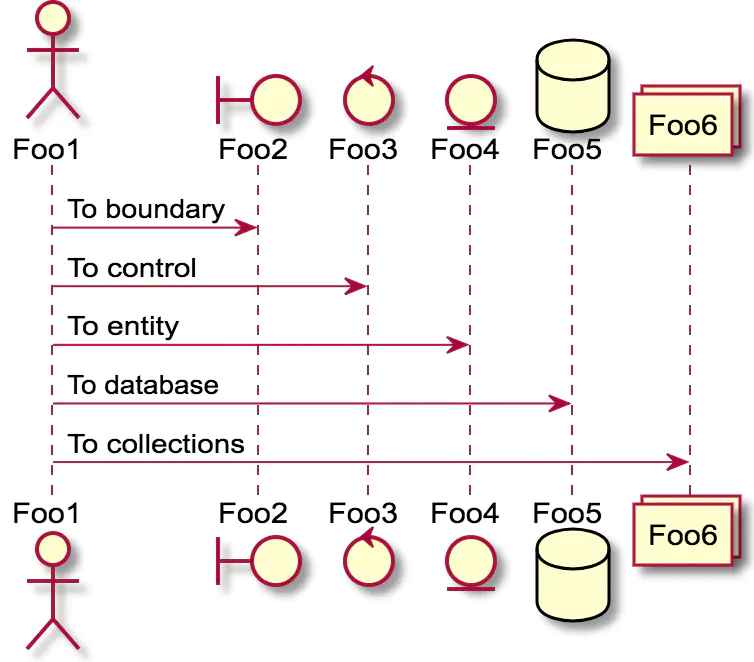 Foo1
Foo2
Foo3
Foo4
Foo5
Foo6
To boundary
To control
To entity
To database
To collections
Foo1
Foo2
Foo3
Foo4
Foo5
Foo6